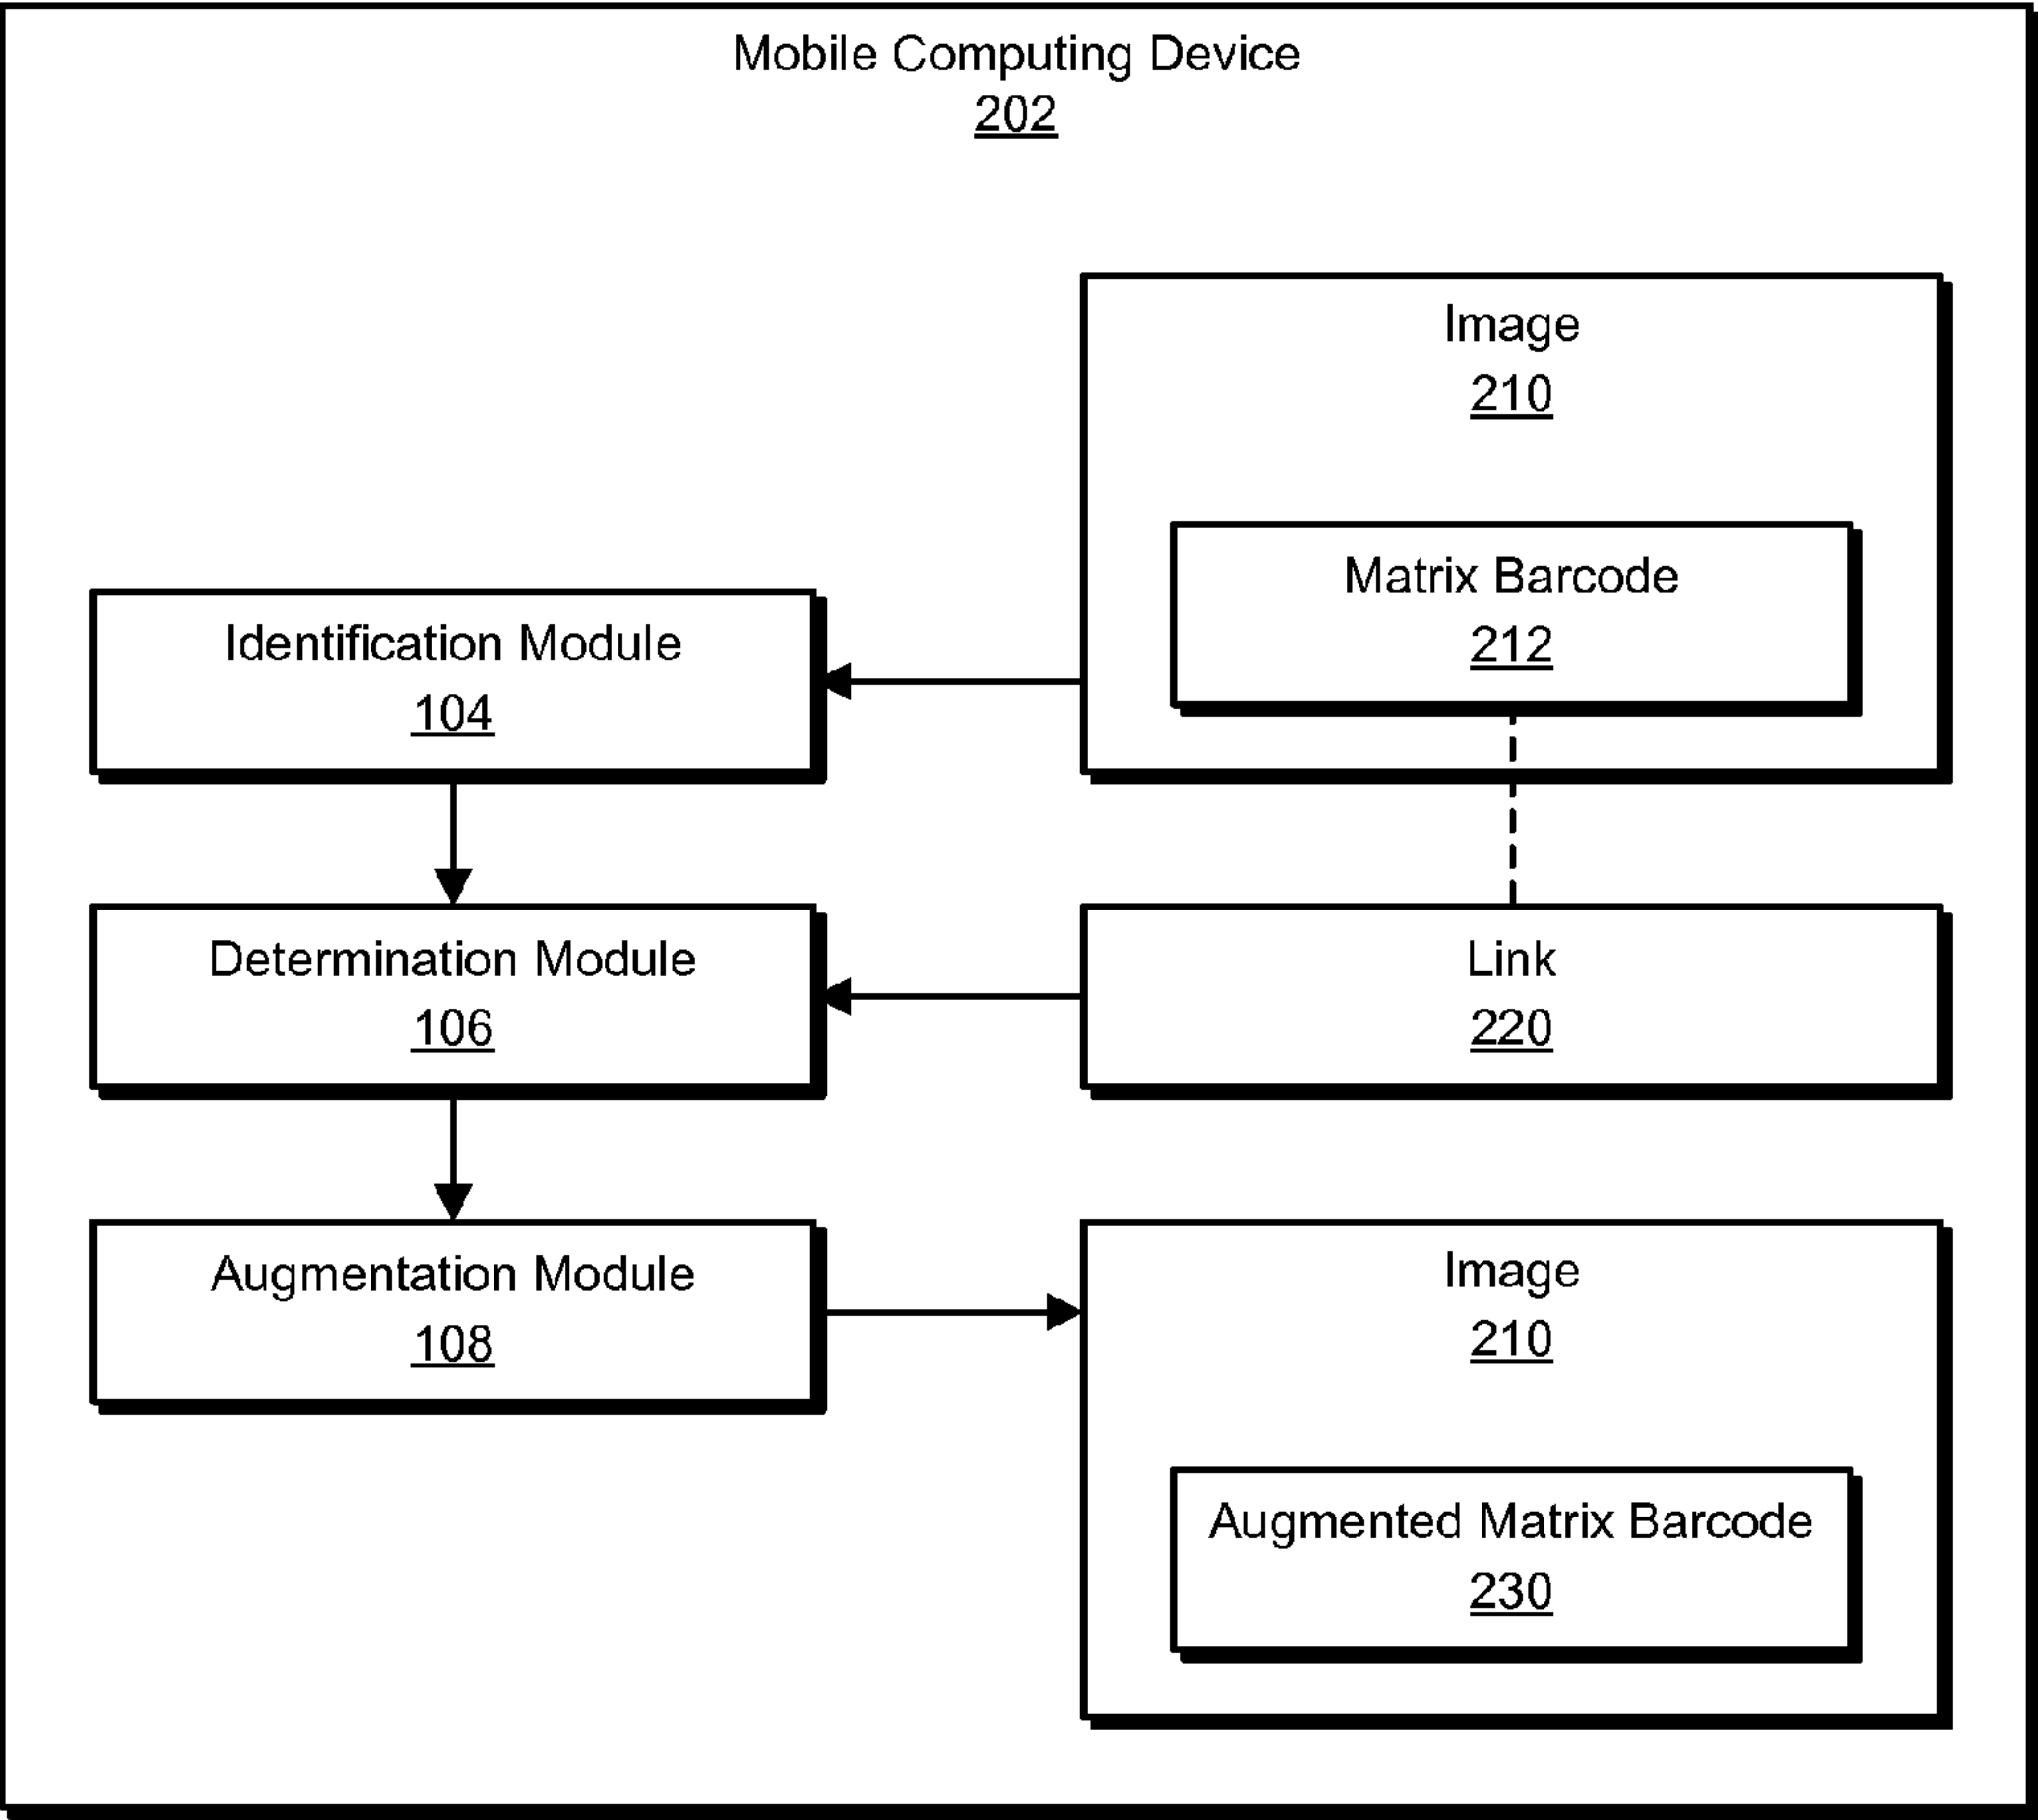 Mobile Computing Device
202
Image
210
Matrix Barcode
212
Identification Module
104
Determination Module
106
Link
220
Augmentation Module
108
Image
210
Augmented Matrix Barcode
230